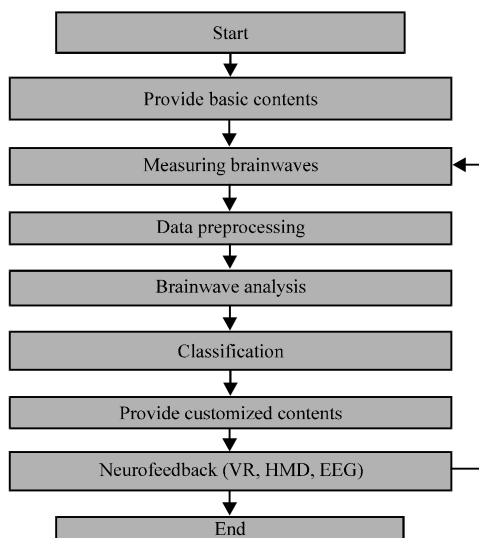 Start
Provide basic contents
Measuring brainwaves
Data preprocessing
Brainwave analysis
Classification
Provide customized contents
Neurofeedback (VR, HMD, EEG)
End